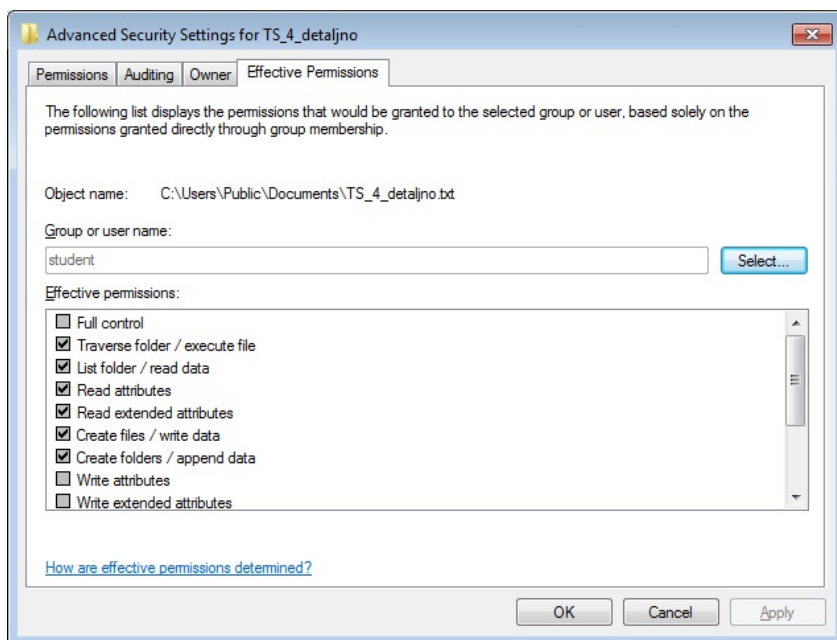 Advanced Security Settings for TS_4_detaljno
Permissions Auditing Owner Effective Permissions
The following list displays the permissions that would be granted to the selected group or user, based solely on the
permissions granted directly through group membership.
Object name: C:\Users\Public\Documents\TS_4_detaljno.txt
Group or user name:
student
Select...
Effective permissions:
Full control
Traverse folder / execute file
List folder / read data
Read attributes
Read extended attributes
Create files / write data
Create folders / append data
Write attributes
Write extended attributes
How are effective permissions determined?
OK Cancel Apply